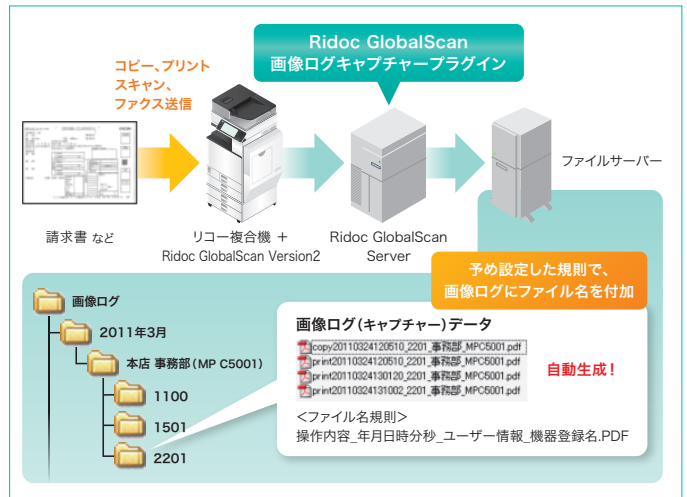 Ridoc GlobalScan
画像ログキャプチャープラグイン
コピー、プリント
スキャン、
ファクス送信
ファイルサーバー
請求書 など
リコー複合機 +
Ridoc GlobalScan Version2
Ridoc GlobalScan
Server
予め設定した規則で、
画像ログにファイル名を付加
画像ログ
2011年3月
本店 事務部(MP C5001)
1100
1501
2201
画像ログ(キャプチャー)データ
copy20110324120510_2201_事務部_MPC5001.pdf
print20110324120510_2201_事務部_MPC5001.pdf
print20110324130120_2201_事務部_MPC5001.pdf
print20110324131002_2201_事務部_MPC5001.pdf
自動生成!
<ファイル名規則>
操作内容_年月日時分秒_ユーザー情報_機器登録名.PDF